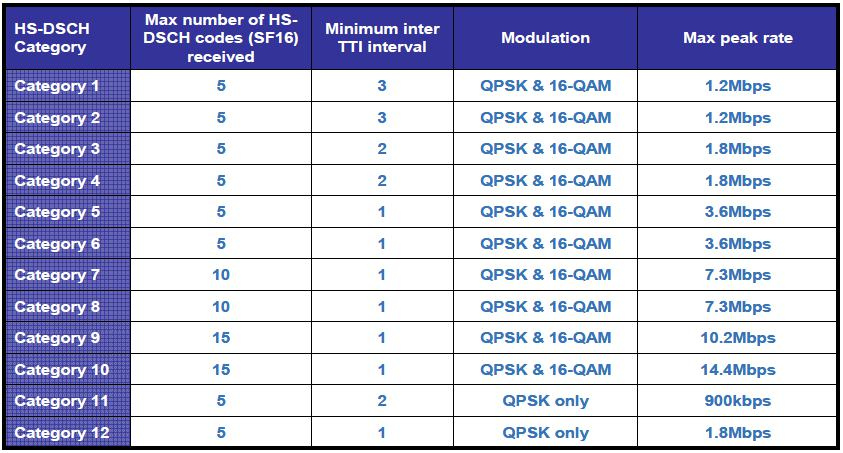 HS-DSCH Category | Max number of HS-DSCH codes (SF16) received | Minimum inter TTI interval | Modulation | Max peak rate
Category 1 | 5 | 3 | QPSK & 16-QAM | 1.2Mbps
Category 2 | 5 | 3 | QPSK & 16-QAM | 1.2Mbps
Category 3 | 5 | 2 | QPSK & 16-QAM | 1.8Mbps
Category 4 | 5 | 2 | QPSK & 16-QAM | 1.8Mbps
Category 5 | 5 | 1 | QPSK & 16-QAM | 3.6Mbps
Category 6 | 5 | 1 | QPSK & 16-QAM | 3.6Mbps
Category 7 | 10 | 1 | QPSK & 16-QAM | 7.3Mbps
Category 8 | 10 | 1 | QPSK & 16-QAM | 7.3Mbps
Category 9 | 15 | 1 | QPSK & 16-QAM | 10.2Mbps
Category 10 | 15 | 1 | QPSK & 16-QAM | 14.4Mbps
Category 11 | 5 | 2 | QPSK only | 900kbps
Category 12 | 5 | 1 | QPSK only | 1.8Mbps